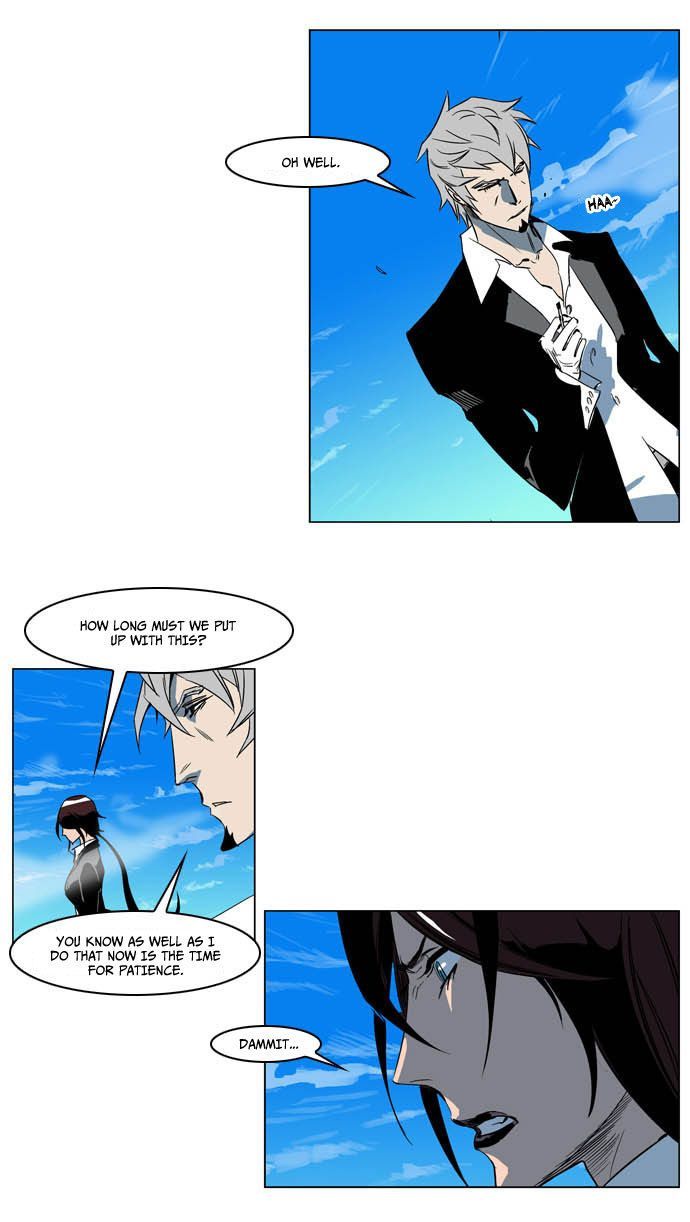 OH WELL.
HAA~
HOW LONG MUST WE PUT
UP WITH THIS?
YOU KNOW AS WELL AS I
DO THAT NOW IS THE TIME
FOR PATIENCE.
DAMMIT...